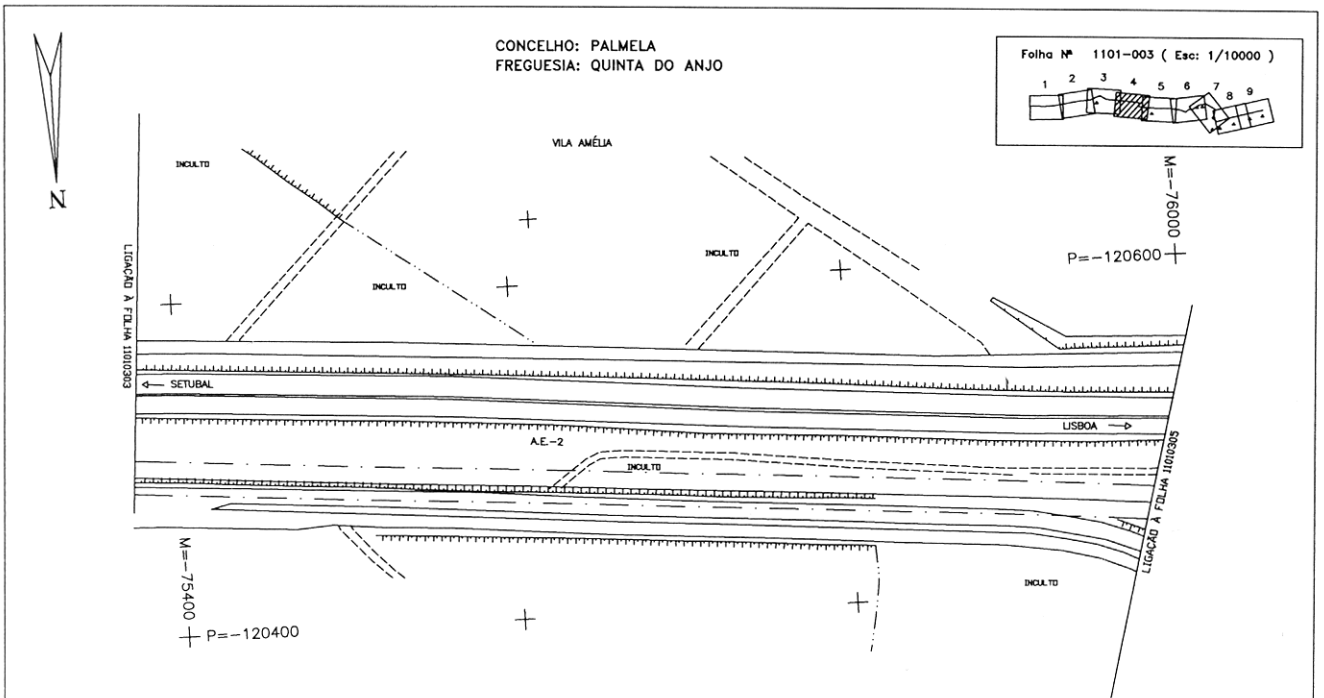 CONCELHO: PALMELA
FREGUESIA: QUINTA DO ANJO
Folha Nº 1101-003 ( Esc: 1/10000 )
1 2 3 4 5 6 7 8 9
N
VILA AMÉLIA
INCULTO
INCULTO
INCULTO
M=-76000
P=-120600
LIGAÇÃO À FOLHA 11010303
← SETUBAL
LISBOA →
A.E.-2
INCULTO
LIGAÇÃO À FOLHA 11010305
INCULTO
M=-75400
P=-120400